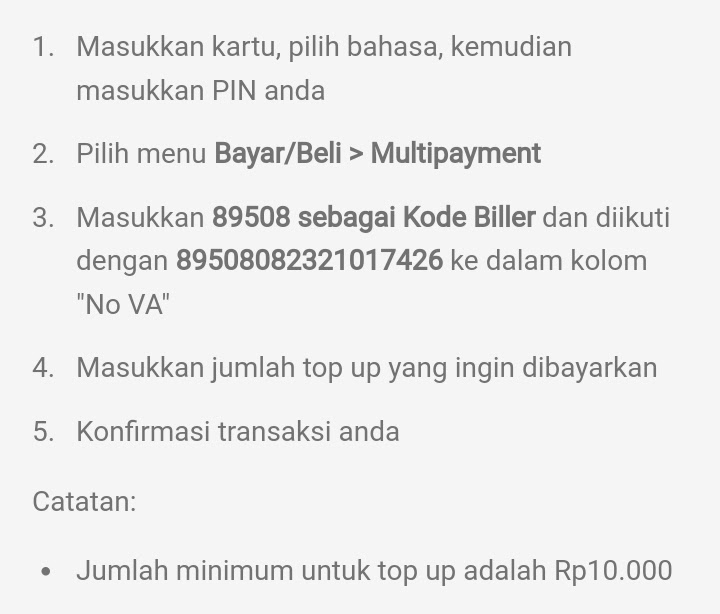 1. Masukkan kartu, pilih bahasa, kemudian
masukkan PIN anda
2. Pilih menu Bayar/Beli > Multipayment
3. Masukkan 89508 sebagai Kode Biller dan diikuti
dengan 89508082321017426 ke dalam kolom
"No VA"
4. Masukkan jumlah top up yang ingin dibayarkan
5. Konfirmasi transaksi anda
Catatan:
• Jumlah minimum untuk top up adalah Rp10.000